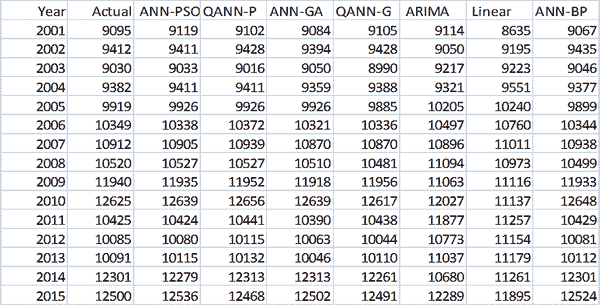 Year Actual ANN-PSO QANN-P ANN-GA QANN-G ARIMA Linear ANN-BP
2001 9095 9119 9102 9084 9105 9114 8635 9067
2002 9412 9411 9428 9394 9428 9050 9195 9435
2003 9030 9033 9016 9050 8990 9217 9223 9046
2004 9382 9411 9411 9359 9388 9321 9551 9377
2005 9919 9926 9926 9926 9885 10205 10240 9899
2006 10349 10338 10372 10321 10336 10497 10760 10344
2007 10912 10905 10939 10870 10870 10896 11011 10938
2008 10520 10527 10527 10510 10481 11094 10973 10499
2009 11940 11935 11952 11918 11956 11063 11116 11933
2010 12625 12639 12656 12639 12617 12027 11137 12648
2011 10425 10424 10441 10390 10438 11877 11257 10429
2012 10085 10080 10115 10063 10044 10773 11154 10081
2013 10091 10115 10132 10046 10110 11037 11179 10112
2014 12301 12279 12313 12313 12261 10680 11261 12301
2015 12500 12536 12468 12502 12491 12289 11895 12524